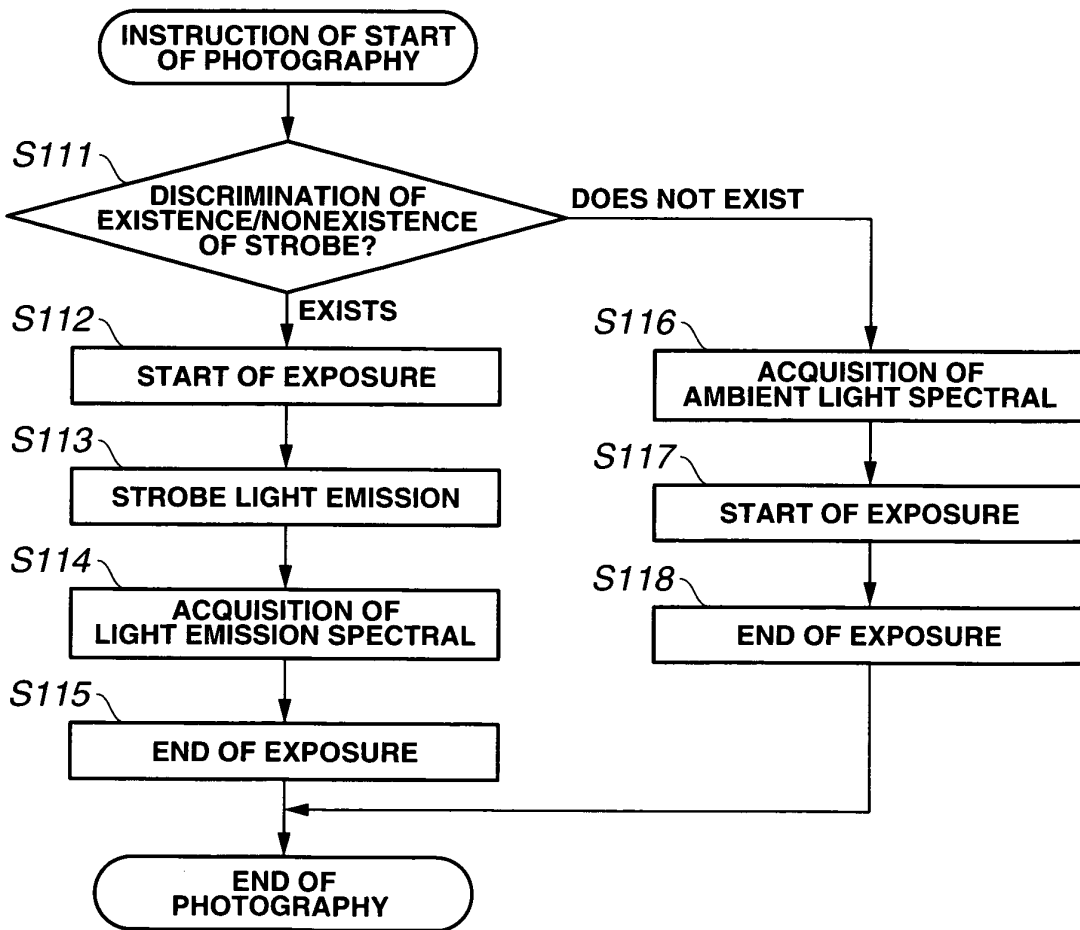 INSTRUCTION OF START
OF PHOTOGRAPHY
S111
DISCRIMINATION OF
EXISTENCE/NONEXISTENCE
OF STROBE?
DOES NOT EXIST
EXISTS
S112
START OF EXPOSURE
S113
STROBE LIGHT EMISSION
S114
ACQUISITION OF
LIGHT EMISSION SPECTRAL
S115
END OF EXPOSURE
S116
ACQUISITION OF
AMBIENT LIGHT SPECTRAL
S117
START OF EXPOSURE
S118
END OF EXPOSURE
END OF
PHOTOGRAPHY